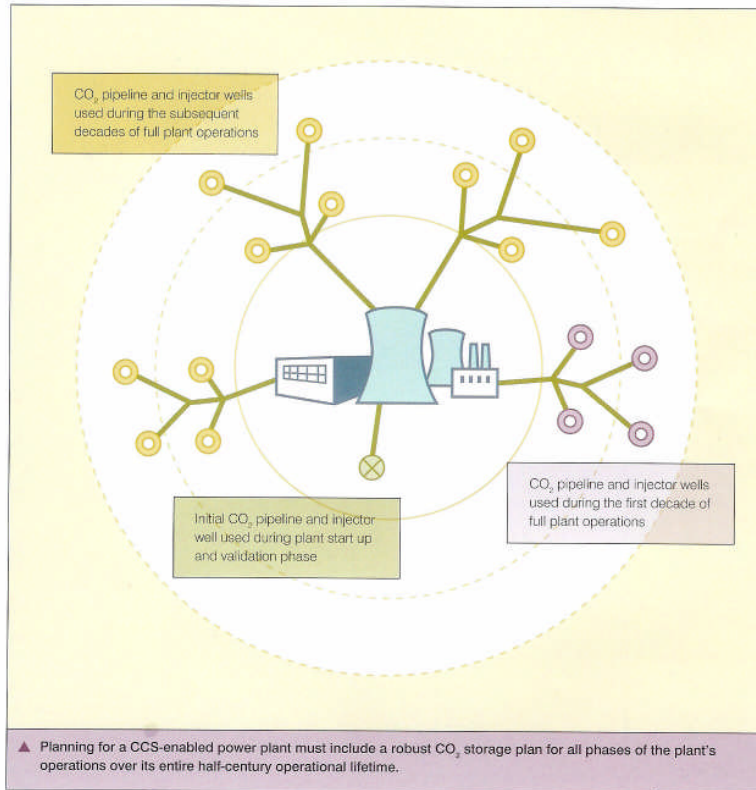 CO₂ pipeline and injector wells
used during the subsequent
decades of full plant operations
CO₂ pipeline and injector wells
used during the first decade of
full plant operations
Initial CO₂ pipeline and injector
well used during plant start up
and validation phase
▲ Planning for a CCS-enabled power plant must include a robust CO₂ storage plan for all phases of the plant's
operations over its entire half-century operational lifetime.